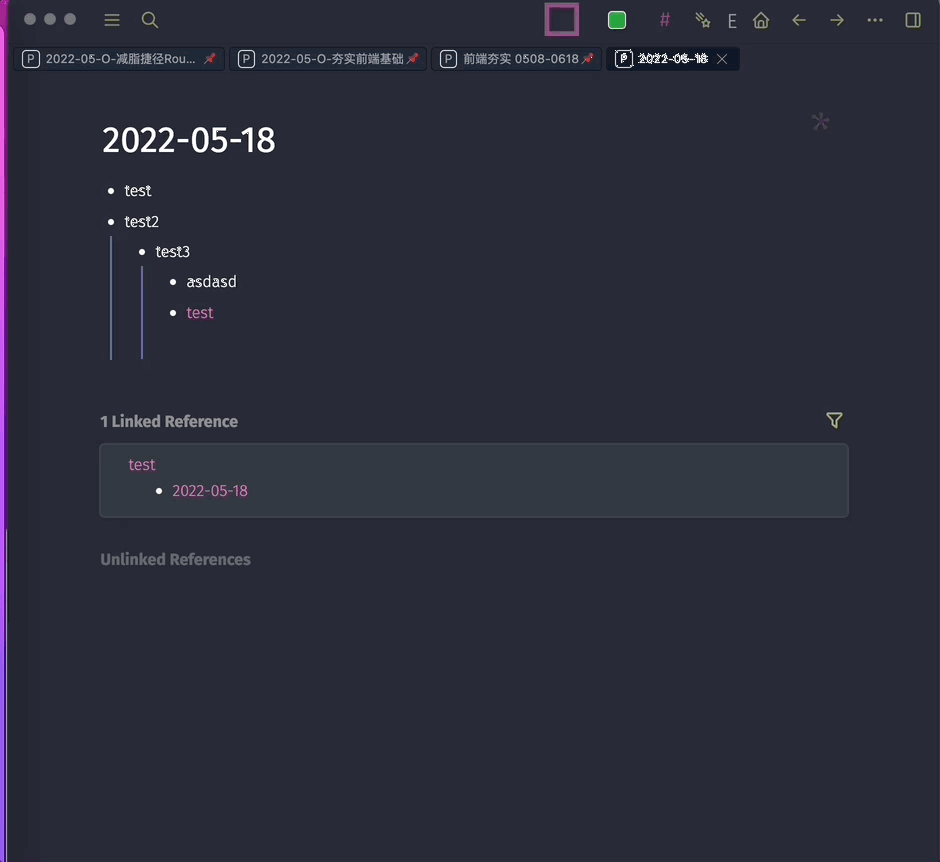 # E
P 2022-05-O-减脂捷径Rou... P 2022-05-O-夯实前端基础 P 前端夯实 0508-0618 P 2022-05-18
2022-05-18
test
test2
test3
asdasd
test
1 Linked Reference
test
2022-05-18
Unlinked References